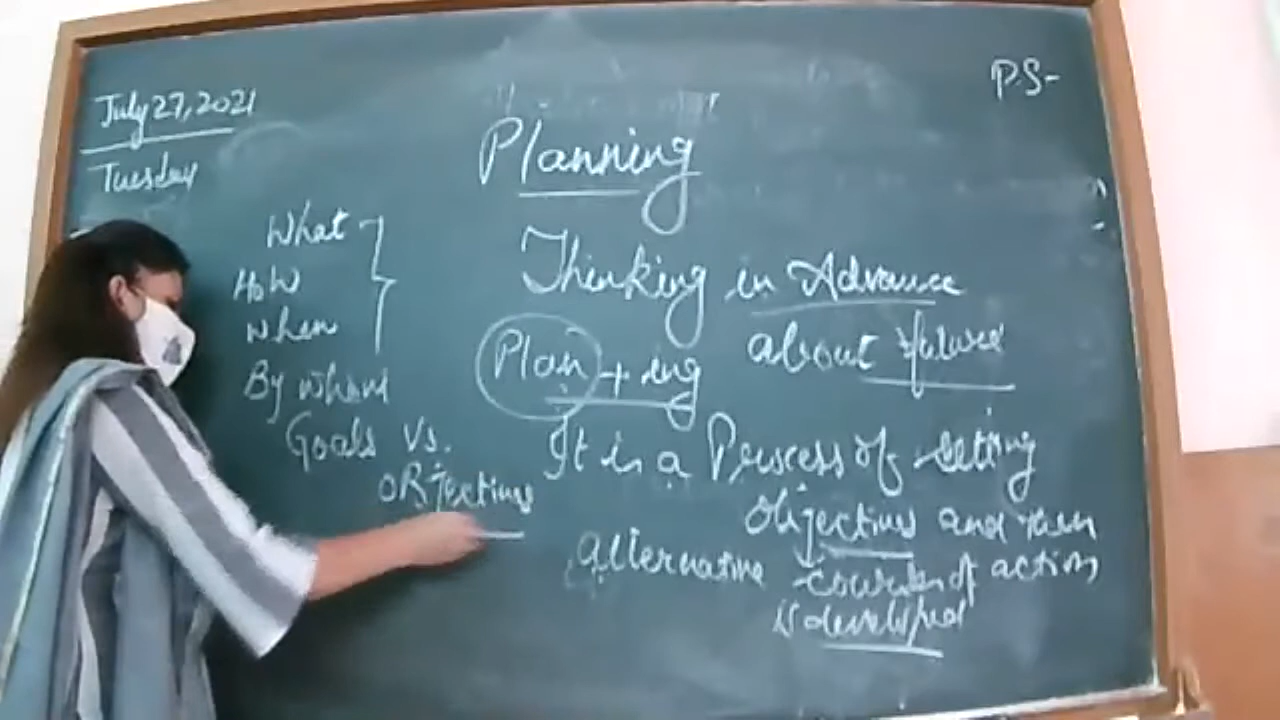 July 27, 2021
Tuesday
P.S-
Planning
What
How
When
By whom
Goals Vs.
oBjectives
Thinking in Advance
about future
Plan + ing
It is a Process of setting
Objectives and then
alternative courses of action
is developed